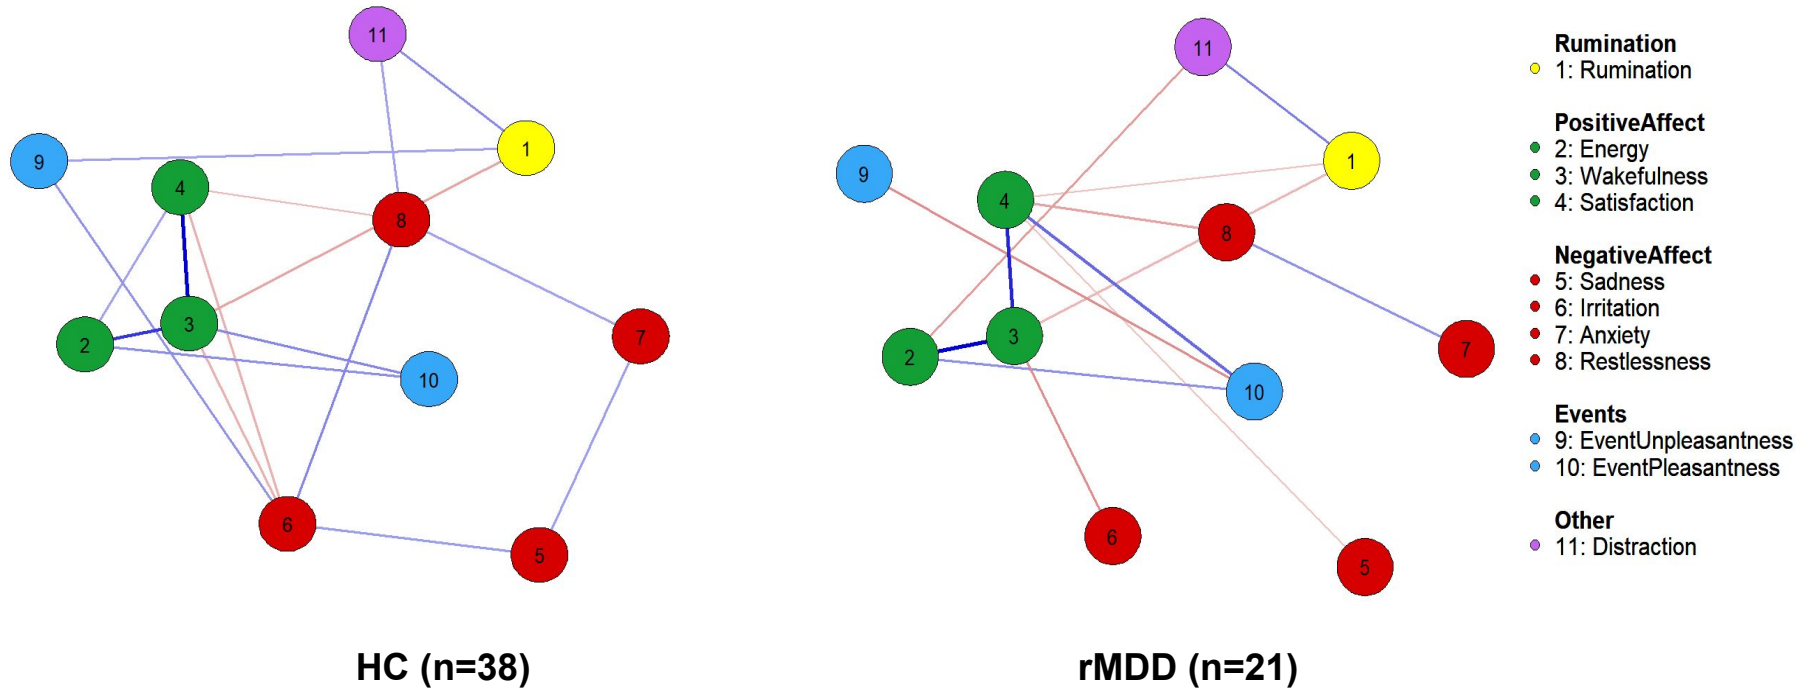 11
1
9
4
8
3
2
7
10
6
5
HC (n=38)
11
1
9
4
8
3
2
7
10
6
5
rMDD (n=21)
Rumination
1: Rumination
PositiveAffect
2: Energy
3: Wakefulness
4: Satisfaction
NegativeAffect
5: Sadness
6: Irritation
7: Anxiety
8: Restlessness
Events
9: EventUnpleasantness
10: EventPleasantness
Other
11: Distraction